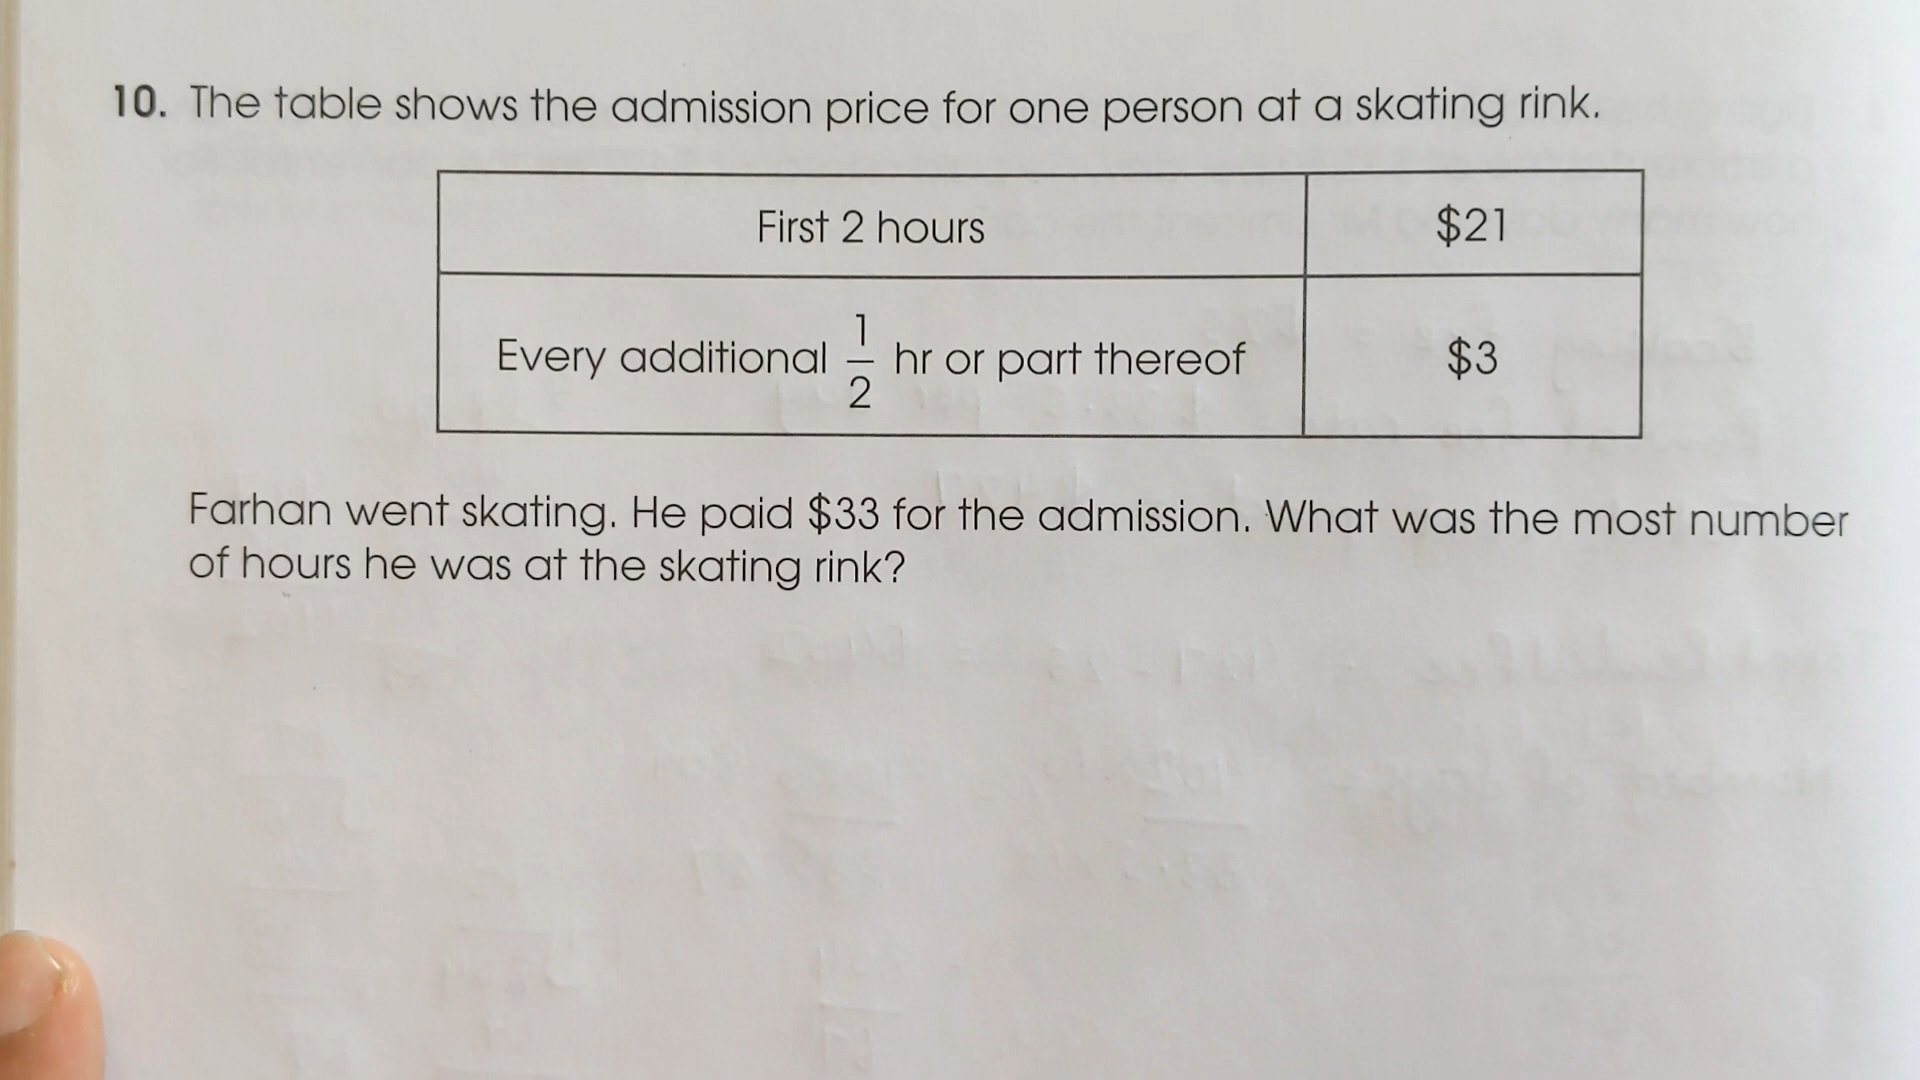 10. The table shows the admission price for one person at a skating rink.
First 2 hours $21
Every additional 1/2 hr or part thereof $3
Farhan went skating. He paid $33 for the admission. What was the most number
of hours he was at the skating rink?